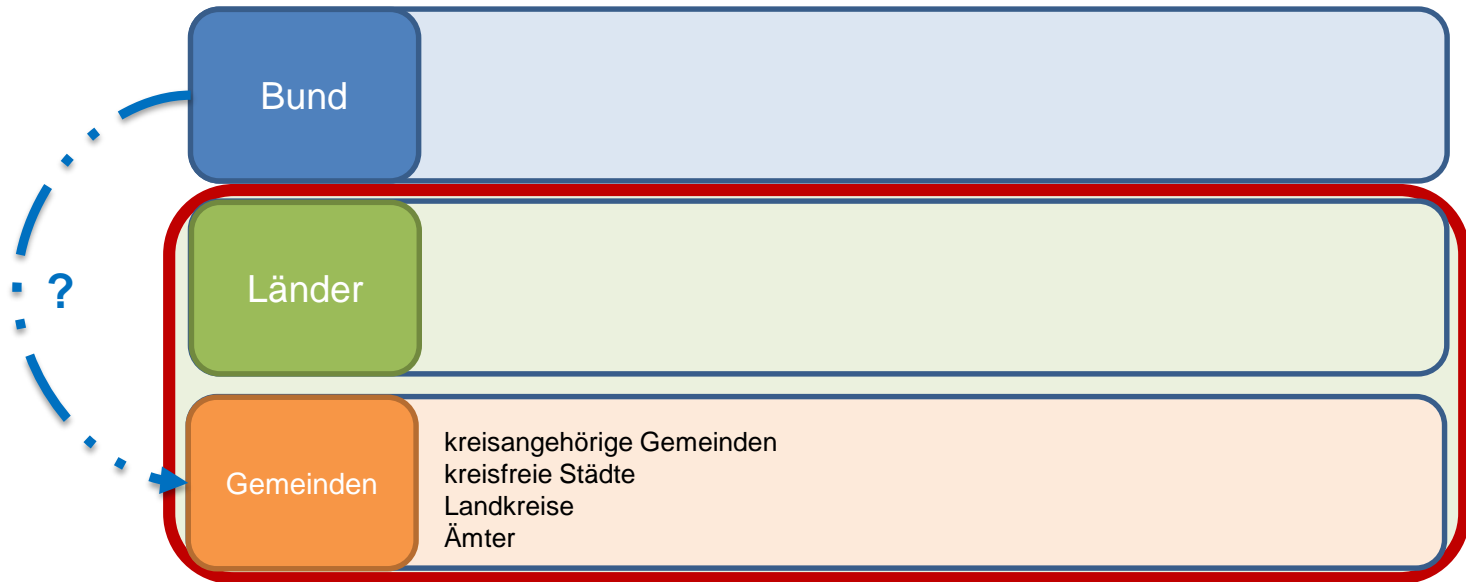 Bund
?
Länder
Gemeinden
kreisangehörige Gemeinden
kreisfreie Städte
Landkreise
Ämter